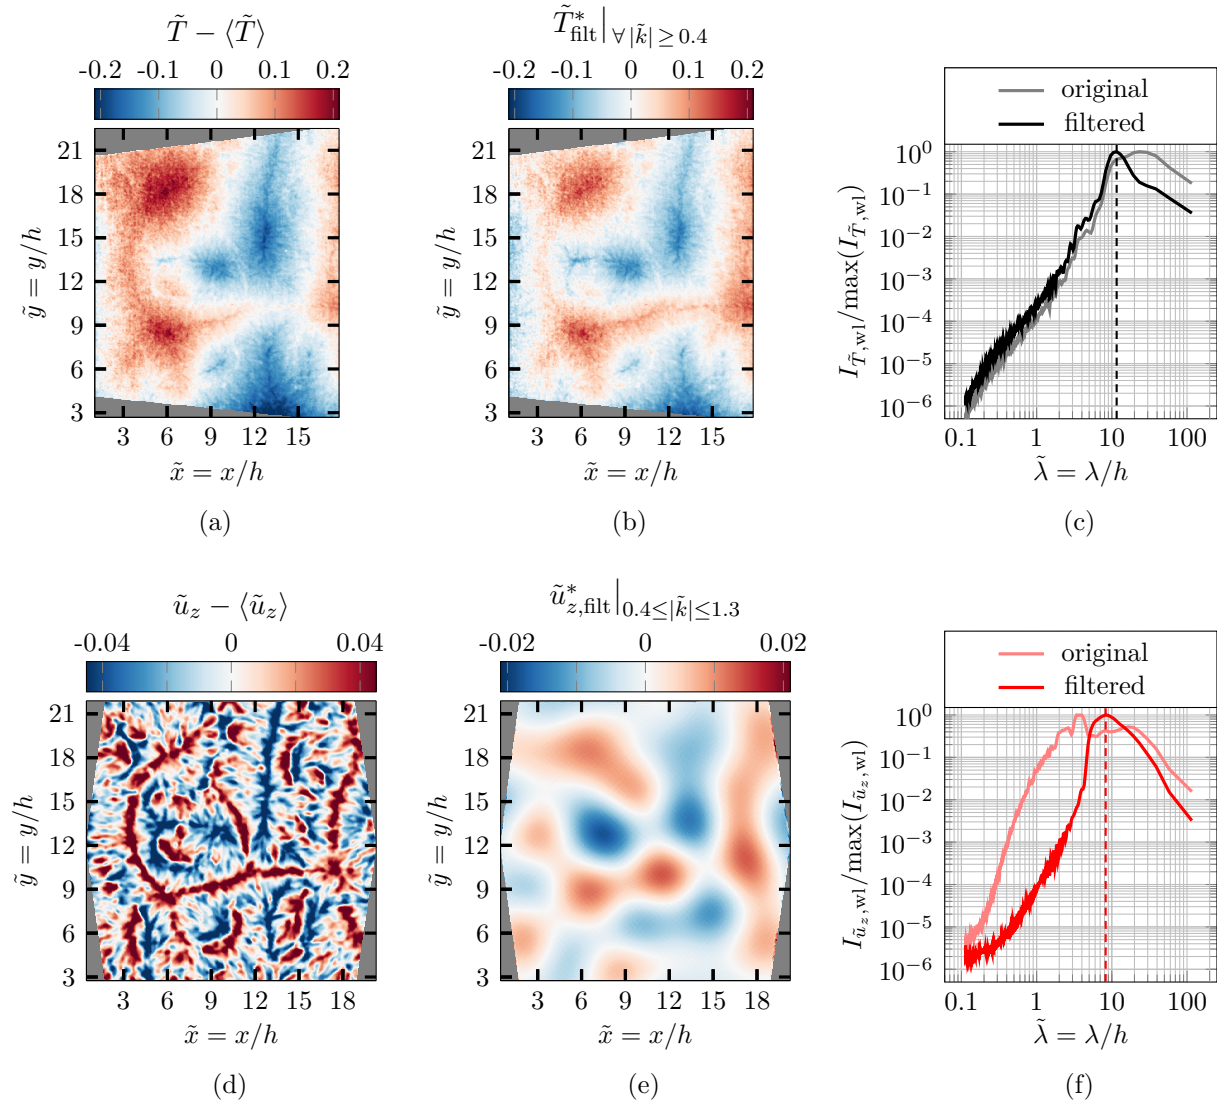 T̃ − ⟨T̃⟩
-0.2 -0.1 0 0.1 0.2
21
18
15
12
9
6
3
ỹ = y/h
3 6 9 12 15
x̃ = x/h
(a)
T̃*filt|∀ |k̃| ≥ 0.4
-0.2 -0.1 0 0.1 0.2
21
18
15
12
9
6
3
ỹ = y/h
3 6 9 12 15
x̃ = x/h
(b)
original
filtered
10⁰
10⁻¹
10⁻²
10⁻³
10⁻⁴
10⁻⁵
10⁻⁶
I_T̃,wl/max(I_T̃,wl)
0.1 1 10 100
λ̃ = λ/h
(c)
ũz − ⟨ũz⟩
-0.04 0 0.04
21
18
15
12
9
6
3
ỹ = y/h
3 6 9 12 15 18
x̃ = x/h
(d)
ũ*z,filt|0.4≤|k̃|≤1.3
-0.02 0 0.02
21
18
15
12
9
6
3
ỹ = y/h
3 6 9 12 15 18
x̃ = x/h
(e)
original
filtered
10⁰
10⁻¹
10⁻²
10⁻³
10⁻⁴
10⁻⁵
10⁻⁶
I_ũz,wl/max(I_ũz,wl)
0.1 1 10 100
λ̃ = λ/h
(f)